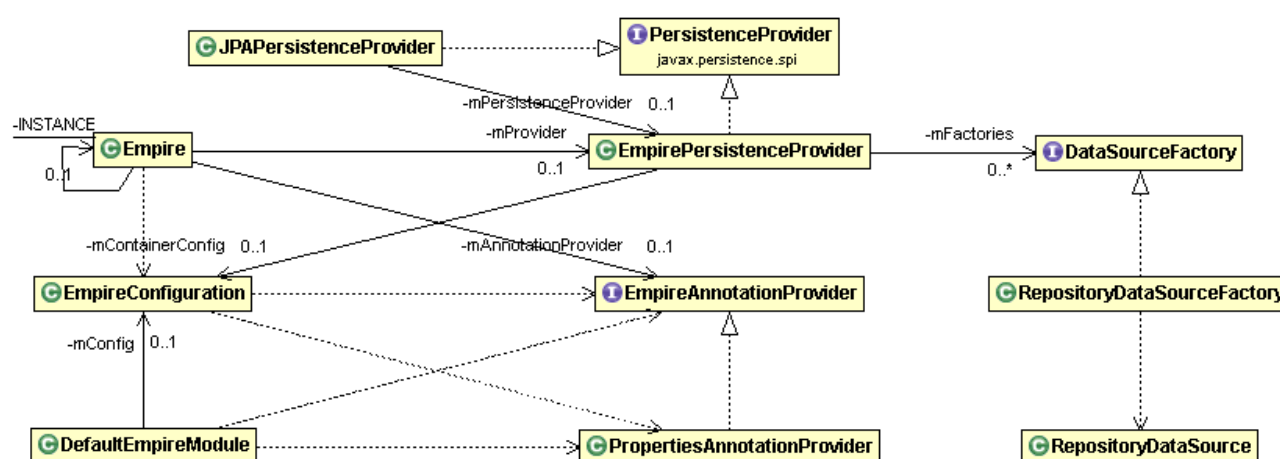 JPAPersistenceProvider
PersistenceProvider
javax.persistence.spi
-mPersistenceProvider 0..1
-INSTANCE
Empire
0..1
-mProvider
0..1
EmpirePersistenceProvider
-mFactories
0..*
DataSourceFactory
-mContainerConfig 0..1
-mAnnotationProvider 0..1
EmpireConfiguration
EmpireAnnotationProvider
RepositoryDataSourceFactory
-mConfig 0..1
DefaultEmpireModule
PropertiesAnnotationProvider
RepositoryDataSource